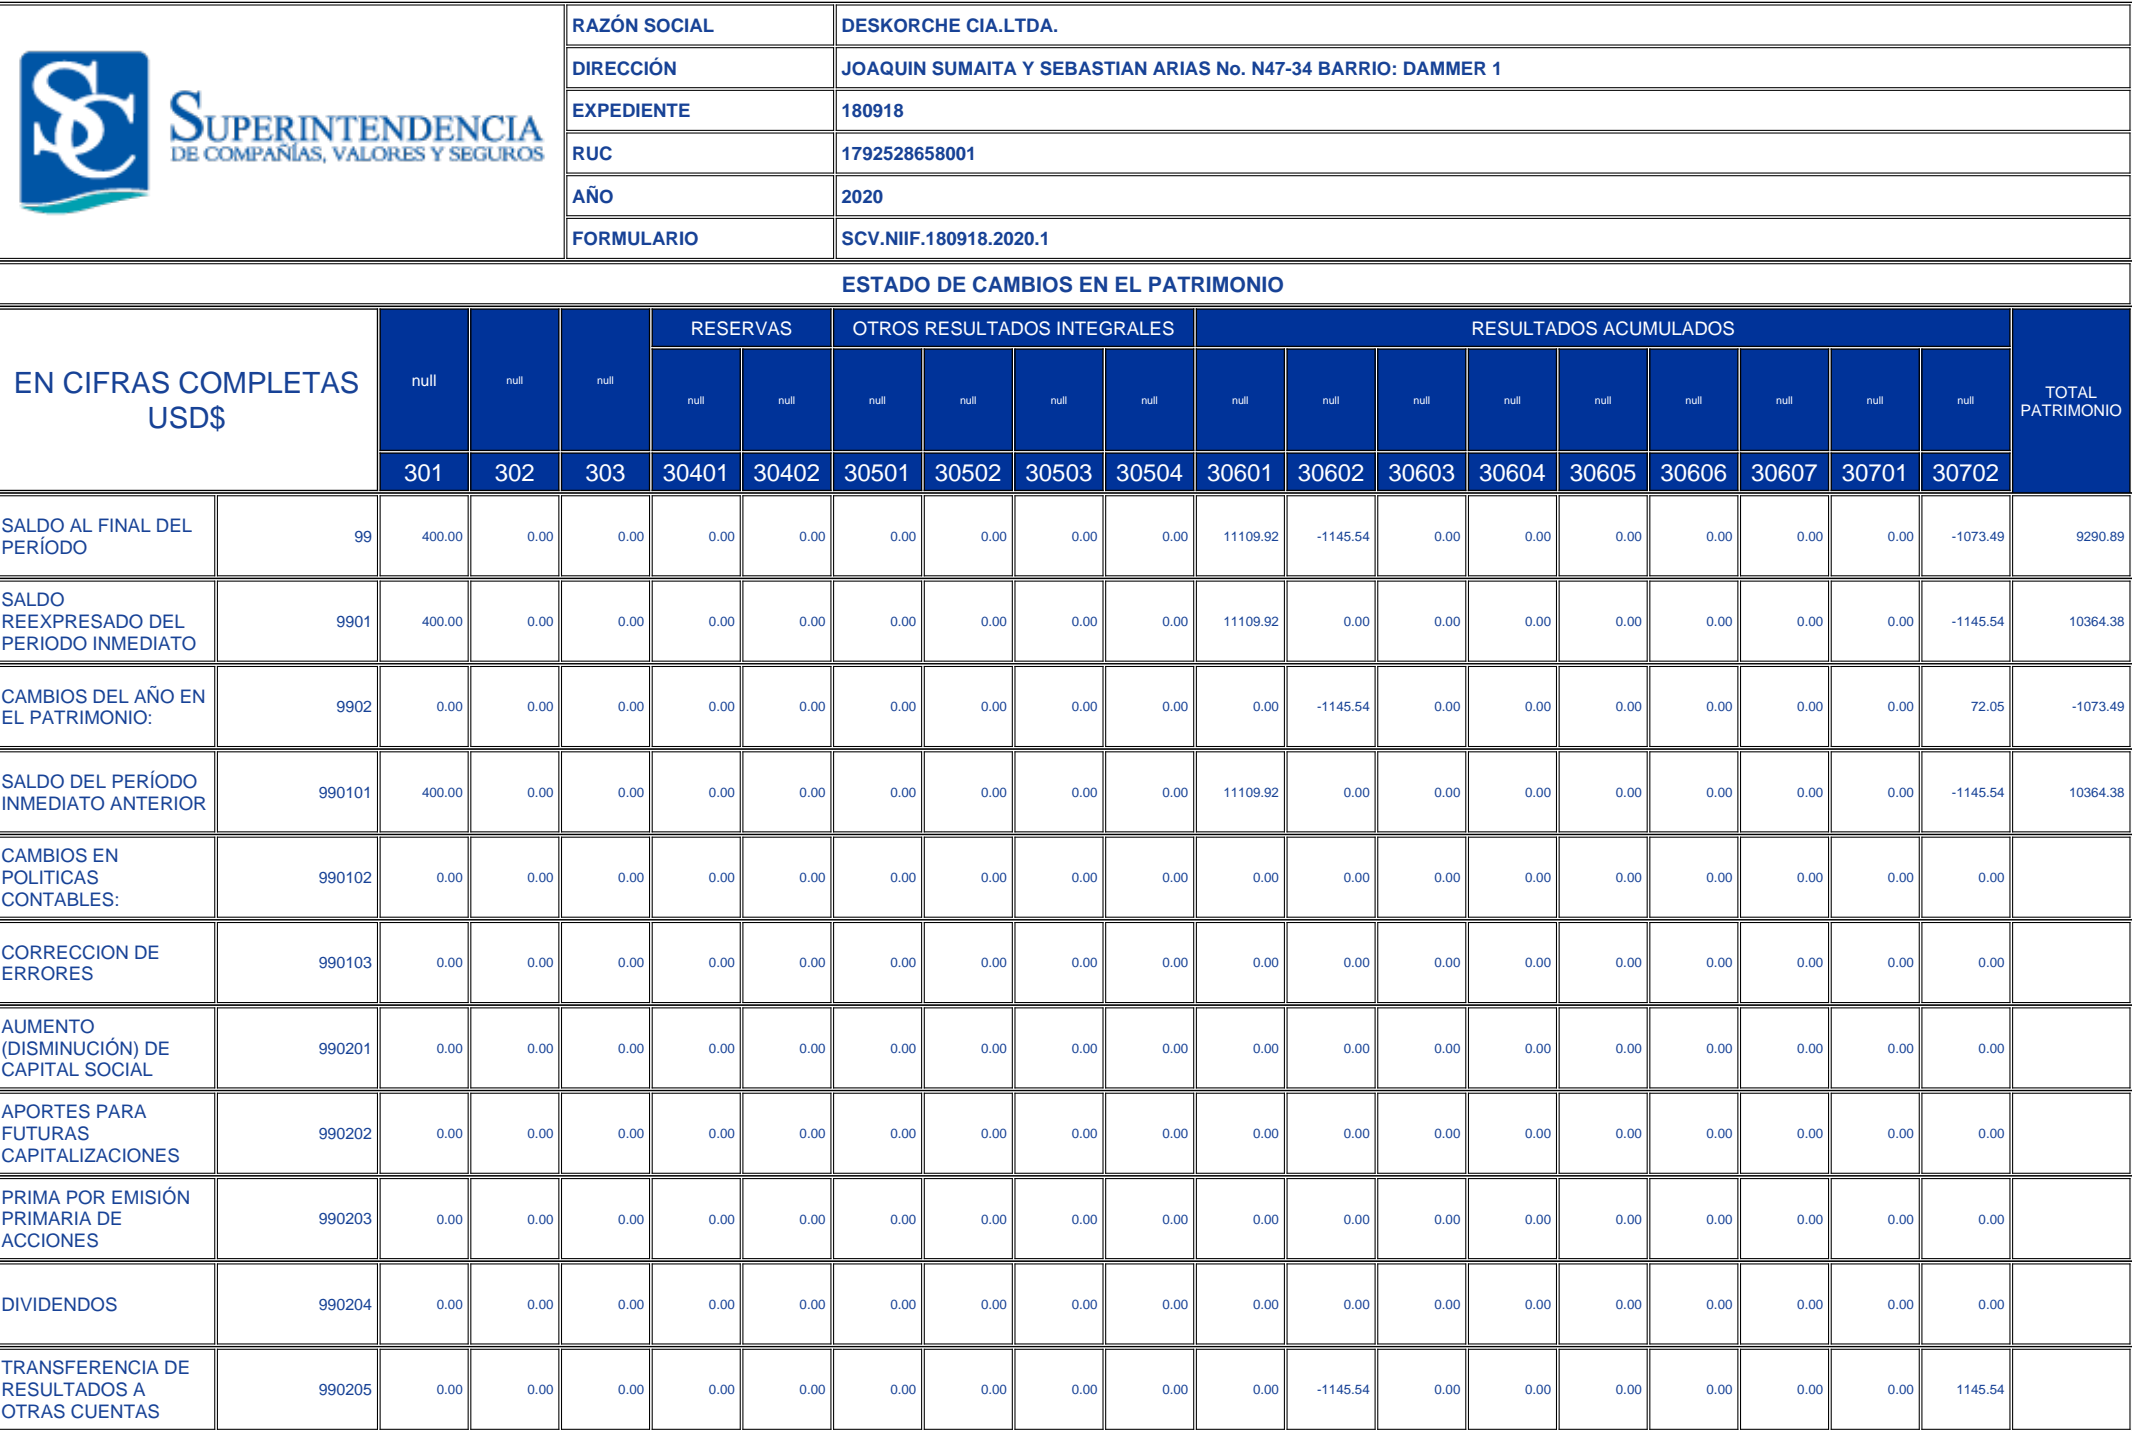 SC
SUPERINTENDENCIA
DE COMPAÑÍAS, VALORES Y SEGUROS
RAZÓN SOCIAL DESKORCHE CIA.LTDA.
DIRECCIÓN JOAQUIN SUMAITA Y SEBASTIAN ARIAS No. N47-34 BARRIO: DAMMER 1
EXPEDIENTE 180918
RUC 1792528658001
AÑO 2020
FORMULARIO SCV.NIIF.180918.2020.1
ESTADO DE CAMBIOS EN EL PATRIMONIO
EN CIFRAS COMPLETAS
USD$
RESERVAS OTROS RESULTADOS INTEGRALES RESULTADOS ACUMULADOS
null null null null null null null null null null null null null null null null null null
TOTAL
PATRIMONIO
301 302 303 30401 30402 30501 30502 30503 30504 30601 30602 30603 30604 30605 30606 30607 30701 30702
SALDO AL FINAL DEL
PERÍODO
99 400.00 0.00 0.00 0.00 0.00 0.00 0.00 0.00 0.00 11109.92 -1145.54 0.00 0.00 0.00 0.00 0.00 0.00 -1073.49 9290.89
SALDO
REEXPRESADO DEL
PERIODO INMEDIATO
9901 400.00 0.00 0.00 0.00 0.00 0.00 0.00 0.00 0.00 11109.92 0.00 0.00 0.00 0.00 0.00 0.00 0.00 -1145.54 10364.38
CAMBIOS DEL AÑO EN
EL PATRIMONIO:
9902 0.00 0.00 0.00 0.00 0.00 0.00 0.00 0.00 0.00 0.00 -1145.54 0.00 0.00 0.00 0.00 0.00 0.00 72.05 -1073.49
SALDO DEL PERÍODO
INMEDIATO ANTERIOR
990101 400.00 0.00 0.00 0.00 0.00 0.00 0.00 0.00 0.00 11109.92 0.00 0.00 0.00 0.00 0.00 0.00 0.00 -1145.54 10364.38
CAMBIOS EN
POLITICAS
CONTABLES:
990102 0.00 0.00 0.00 0.00 0.00 0.00 0.00 0.00 0.00 0.00 0.00 0.00 0.00 0.00 0.00 0.00 0.00 0.00
CORRECCION DE
ERRORES
990103 0.00 0.00 0.00 0.00 0.00 0.00 0.00 0.00 0.00 0.00 0.00 0.00 0.00 0.00 0.00 0.00 0.00 0.00
AUMENTO
(DISMINUCIÓN) DE
CAPITAL SOCIAL
990201 0.00 0.00 0.00 0.00 0.00 0.00 0.00 0.00 0.00 0.00 0.00 0.00 0.00 0.00 0.00 0.00 0.00 0.00
APORTES PARA
FUTURAS
CAPITALIZACIONES
990202 0.00 0.00 0.00 0.00 0.00 0.00 0.00 0.00 0.00 0.00 0.00 0.00 0.00 0.00 0.00 0.00 0.00 0.00
PRIMA POR EMISIÓN
PRIMARIA DE
ACCIONES
990203 0.00 0.00 0.00 0.00 0.00 0.00 0.00 0.00 0.00 0.00 0.00 0.00 0.00 0.00 0.00 0.00 0.00 0.00
DIVIDENDOS 990204 0.00 0.00 0.00 0.00 0.00 0.00 0.00 0.00 0.00 0.00 0.00 0.00 0.00 0.00 0.00 0.00 0.00 0.00
TRANSFERENCIA DE
RESULTADOS A
OTRAS CUENTAS
990205 0.00 0.00 0.00 0.00 0.00 0.00 0.00 0.00 0.00 0.00 -1145.54 0.00 0.00 0.00 0.00 0.00 0.00 1145.54